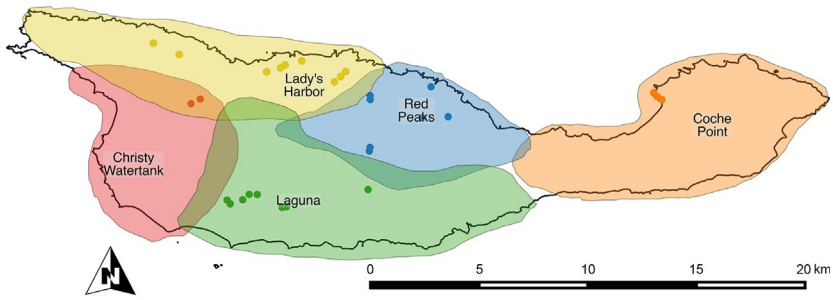 Lady's
Harbor
Red
Peaks
Coche
Point
Christy
Watertank
Laguna
N
0 5 10 15 20 km